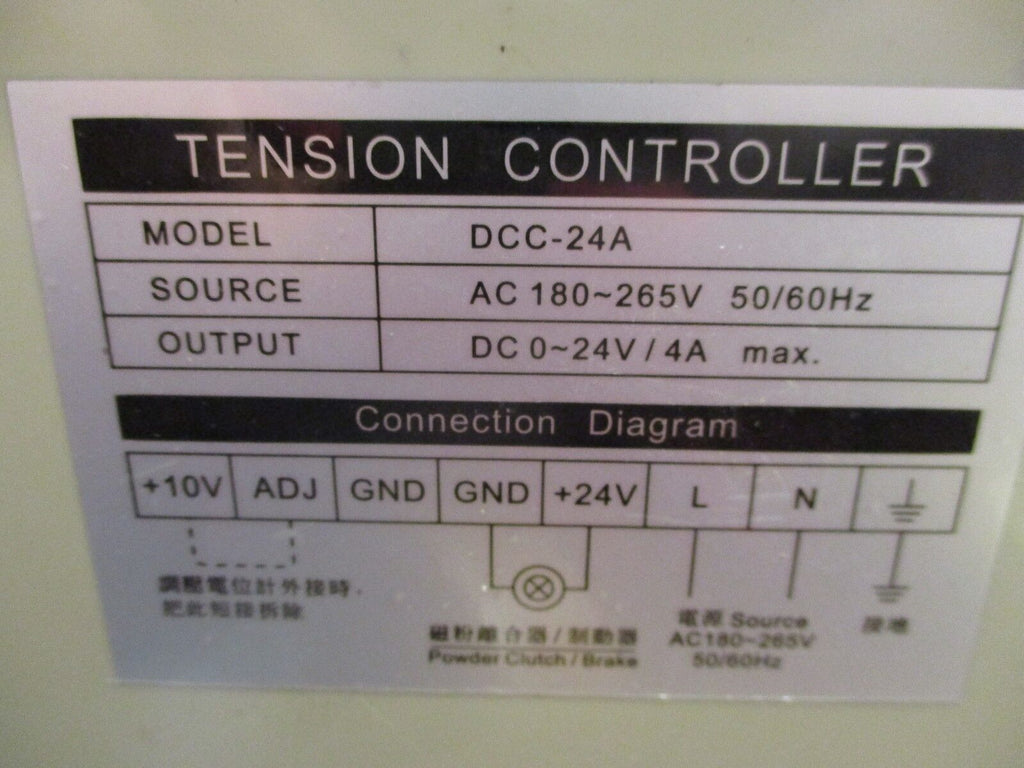 TENSION CONTROLLER
MODEL DCC-24A
SOURCE AC 180~265V 50/60Hz
OUTPUT DC 0~24V / 4A max.
Connection Diagram
+10V ADJ GND GND +24V L N
調壓電位計外接時,
把此短接拆除
磁粉離合器/制動器
Powder Clutch / Brake
電源 Source
AC180~265V
50/60Hz
接地